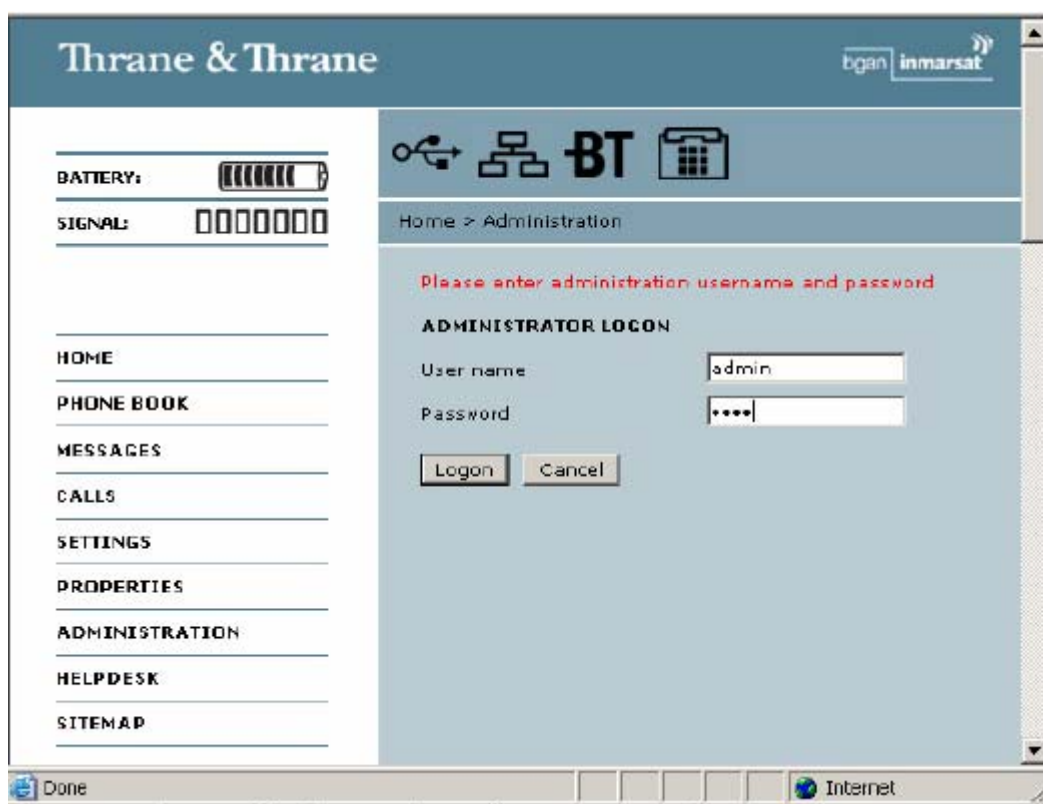 Thrane & Thrane
bgan inmarsat
BATTERY:
SIGNAL:
BT
Home > Administration
Please enter administration username and password
ADMINISTRATOR LOGON
User name
admin
Password
••••
Logon
Cancel
HOME
PHONE BOOK
MESSAGES
CALLS
SETTINGS
PROPERTIES
ADMINISTRATION
HELPDESK
SITEMAP
Done
Internet